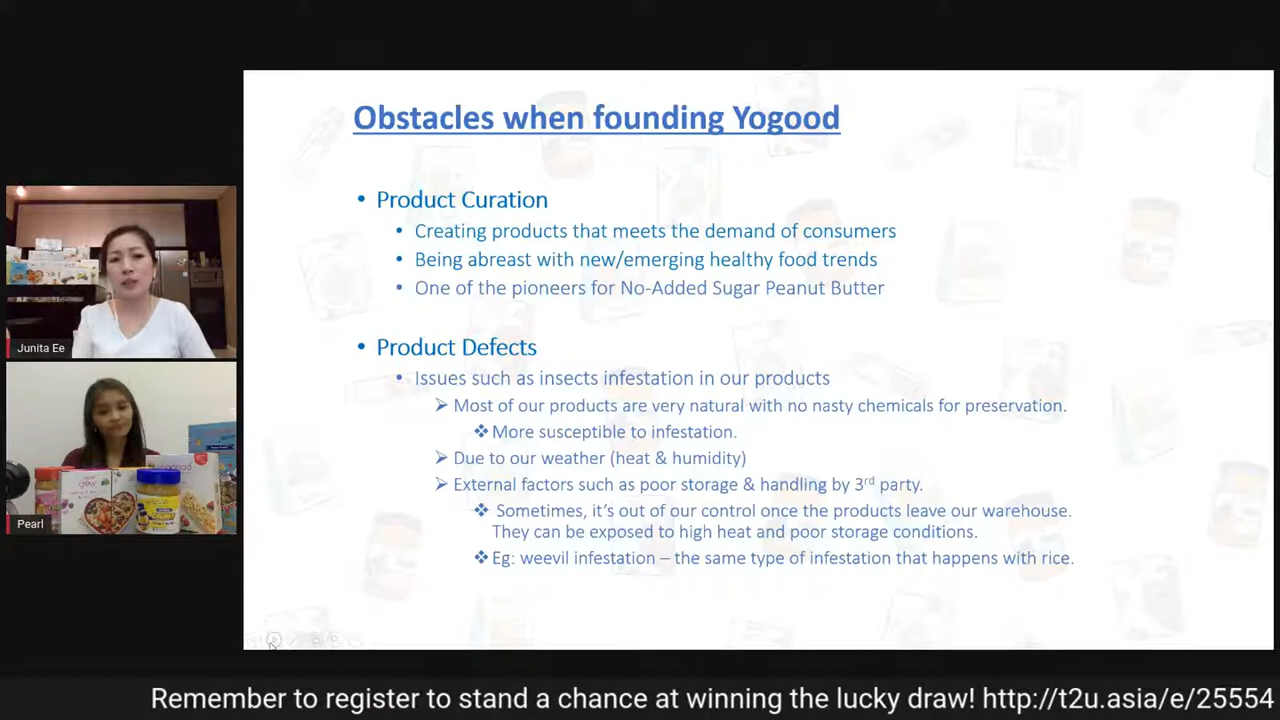 Obstacles when founding Yogood
• Product Curation
• Creating products that meets the demand of consumers
• Being abreast with new/emerging healthy food trends
• One of the pioneers for No-Added Sugar Peanut Butter
• Product Defects
• Issues such as insects infestation in our products
➢ Most of our products are very natural with no nasty chemicals for preservation.
❖ More susceptible to infestation.
➢ Due to our weather (heat & humidity)
➢ External factors such as poor storage & handling by 3rd party.
❖ Sometimes, it’s out of our control once the products leave our warehouse.
They can be exposed to high heat and poor storage conditions.
❖ Eg: weevil infestation – the same type of infestation that happens with rice.
Junita Ee
Pearl
Remember to register to stand a chance at winning the lucky draw! http://t2u.asia/e/25554